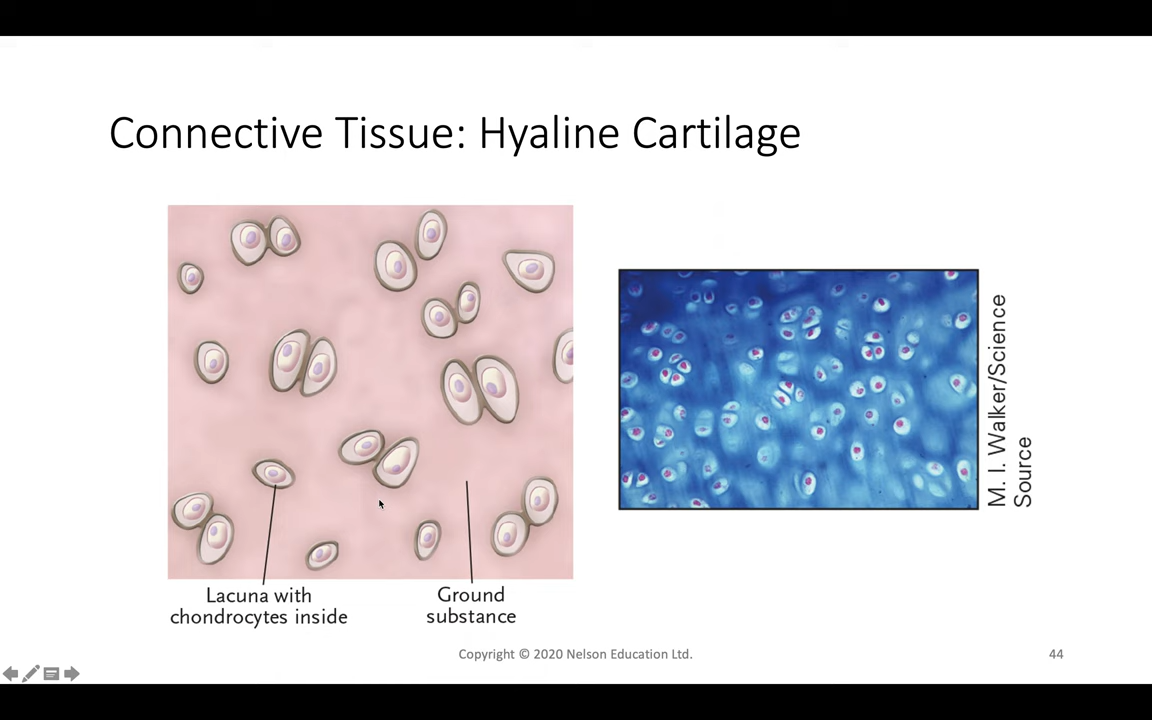 Connective Tissue: Hyaline Cartilage
M. I. Walker/Science
Source
Lacuna with
chondrocytes inside
Ground
substance
Copyright © 2020 Nelson Education Ltd.
44